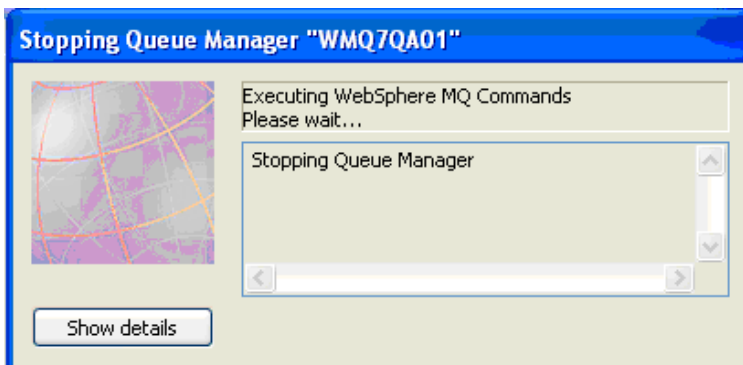 Stopping Queue Manager "WMQ7QA01"
Executing WebSphere MQ Commands
Please wait...
Stopping Queue Manager
Show details